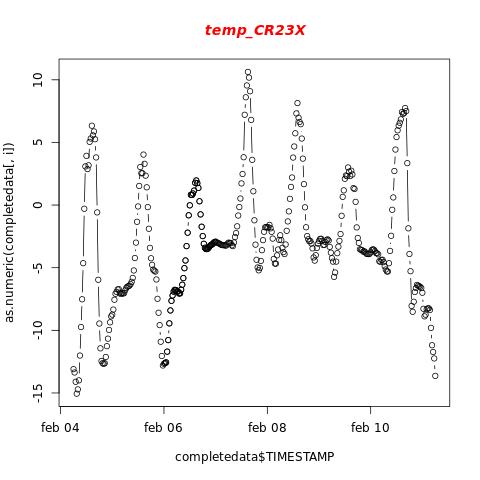 temp_CR23X
as.numeric(completedata[, i])
10
5
0
-5
-10
-15
feb 04
feb 06
feb 08
feb 10
completedata$TIMESTAMP